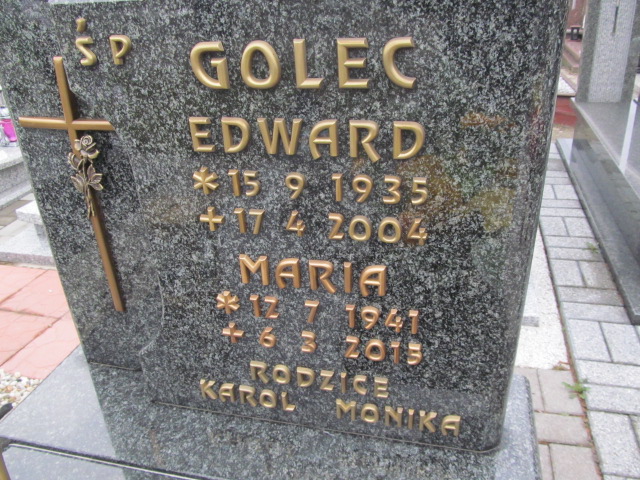 ŚP
GOLEC
EDWARD
* 15 9 1935
+ 17 4 2004
MARIA
* 12 7 1941
+ 6 3 2015
RODZICE
KAROL MONIKA